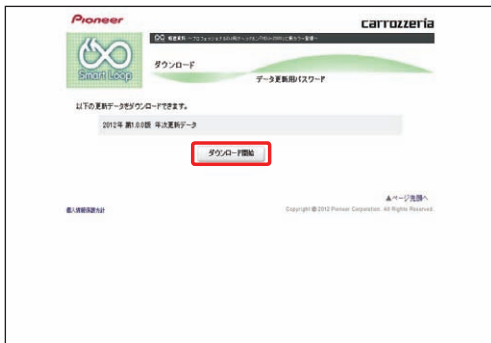 Pioneer
carrozzeria
Smart Loop
ダウンロード
データ更新用パスワード
以下の更新データをダウンロードできます。
2012年 第1.0.0版 年次更新データ
ダウンロード開始
▲ページ先頭へ
個人情報保護方針
Copyright © 2012 Pioneer Corporation. All Rights Reserved.